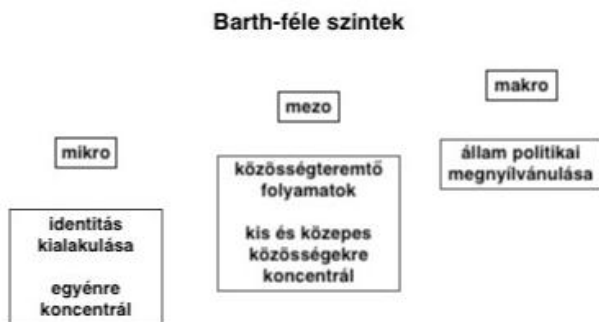 Barth-féle szintek
mikro
identitás
kialakulása
egyénre
koncentrál
mezo
közösségteremtő
folyamatok
kis és közepes
közösségekre
koncentrál
makro
állam politikai
megnyílvánulása